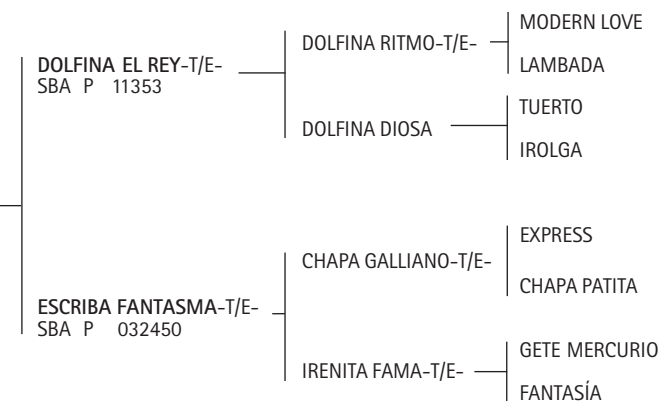 MODERN LOVE
DOLFINA RITMO-T/E-
LAMBADA
DOLFINA EL REY-T/E-
SBA P 11353
TUERTO
DOLFINA DIOSA
IROLGA
EXPRESS
CHAPA GALLIANO-T/E-
CHAPA PATITA
ESCRIBA FANTASMA-T/E-
SBA P 032450
GETE MERCURIO
IRENITA FAMA-T/E-
FANTASÍA